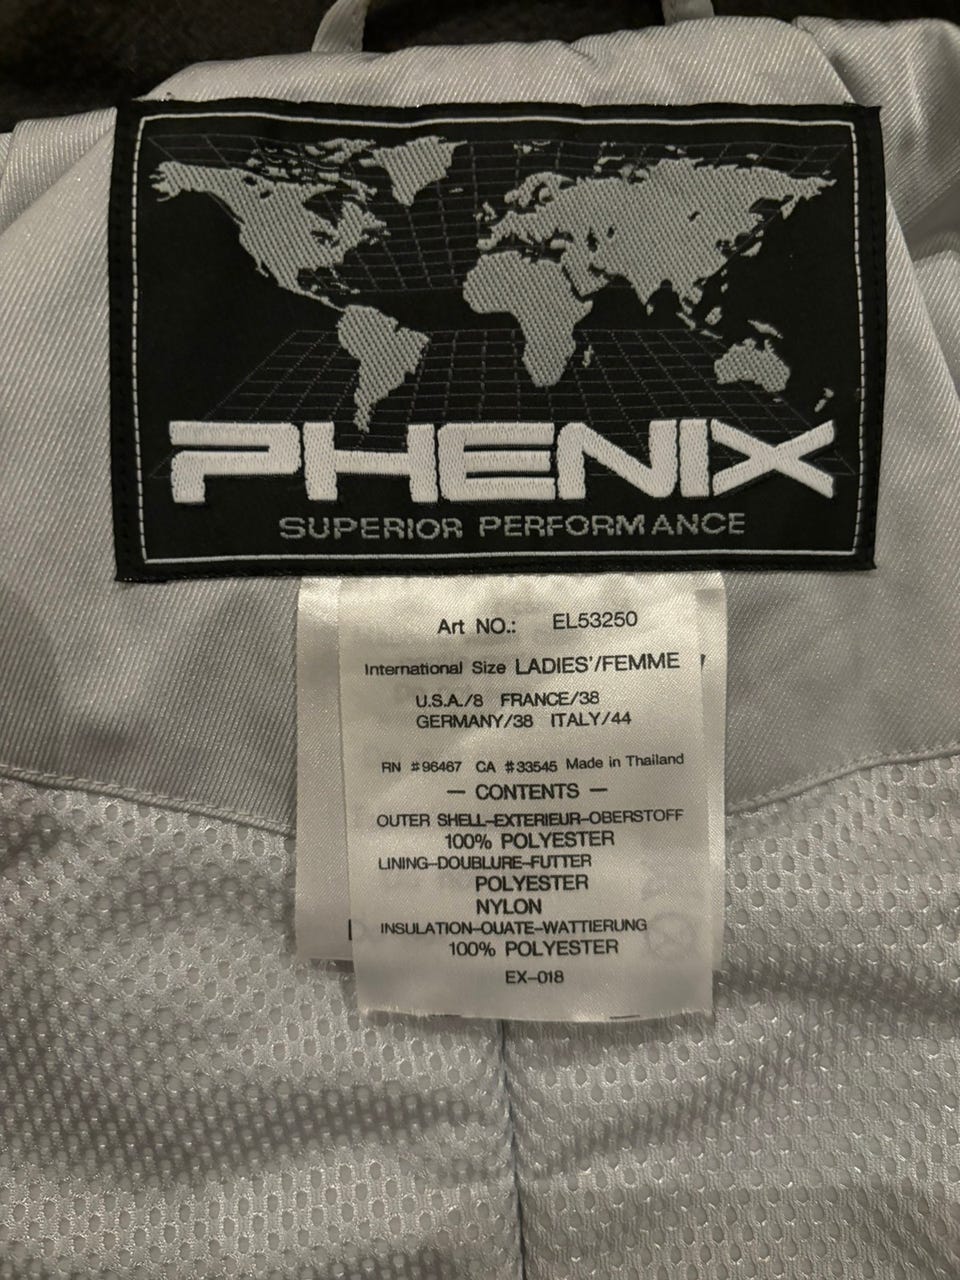 PHENIX
SUPERIOR PERFORMANCE
Art NO.: EL53250
International Size LADIES'/FEMME
U.S.A./8 FRANCE/38
GERMANY/38 ITALY/44
RN #96467 CA #33545 Made in Thailand
— CONTENTS —
OUTER SHELL-EXTERIEUR-OBERSTOFF
100% POLYESTER
LINING-DOUBLURE-FUTTER
POLYESTER
NYLON
INSULATION-OUATE-WATTIERUNG
100% POLYESTER
EX-018